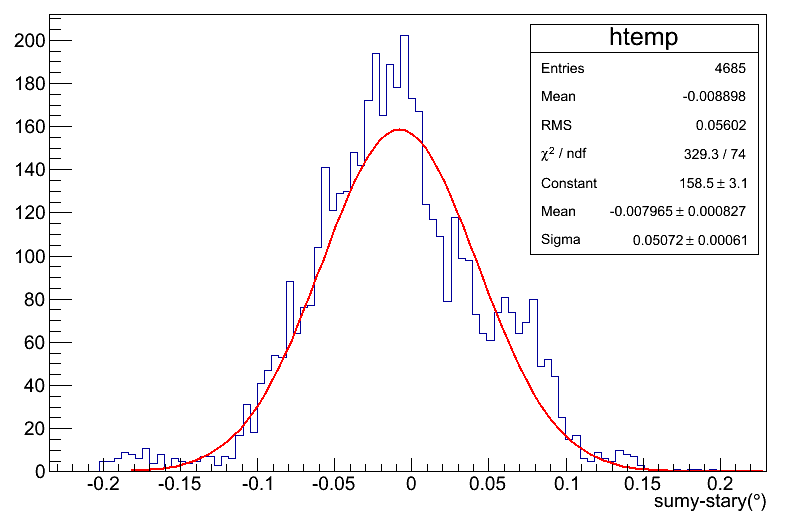 htemp
Entries 4685
Mean -0.008898
RMS 0.05602
χ² / ndf 329.3 / 74
Constant 158.5 ± 3.1
Mean -0.007965 ± 0.000827
Sigma 0.05072 ± 0.00061
200
180
160
140
120
100
80
60
40
20
0
-0.2 -0.15 -0.1 -0.05 0 0.05 0.1 0.15 0.2
sumy-stary(°)